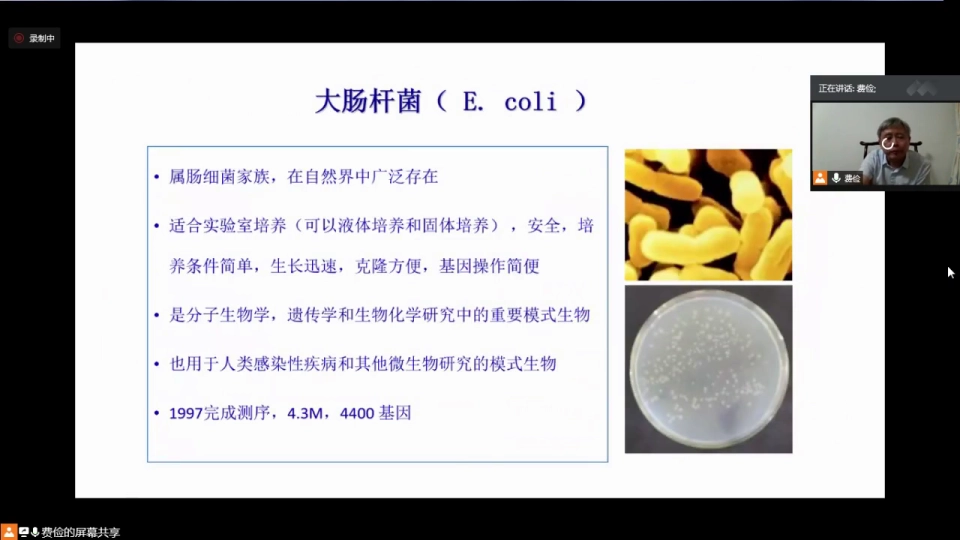 录制中
大肠杆菌（ E. coli ）
• 属肠细菌家族，在自然界中广泛存在
• 适合实验室培养（可以液体培养和固体培养），安全，培
养条件简单，生长迅速，克隆方便，基因操作简便
• 是分子生物学，遗传学和生物化学研究中的重要模式生物
• 也用于人类感染性疾病和其他微生物研究的模式生物
• 1997完成测序，4.3M，4400 基因
正在讲话: 费俭;
费俭
费俭的屏幕共享